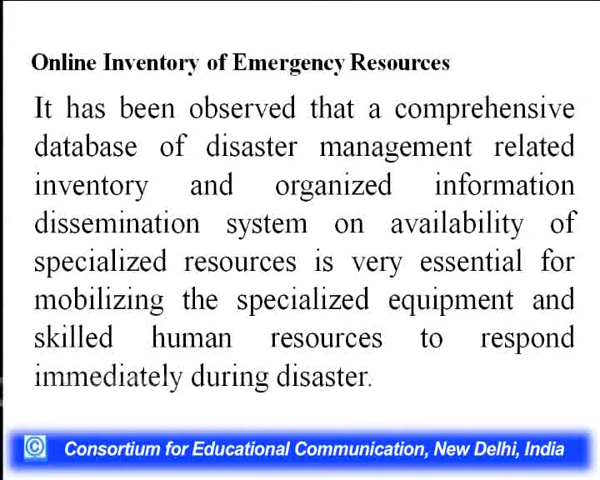 Online Inventory of Emergency Resources
It has been observed that a comprehensive
database of disaster management related
inventory and organized information
dissemination system on availability of
specialized resources is very essential for
mobilizing the specialized equipment and
skilled human resources to respond
immediately during disaster.
© Consortium for Educational Communication, New Delhi, India